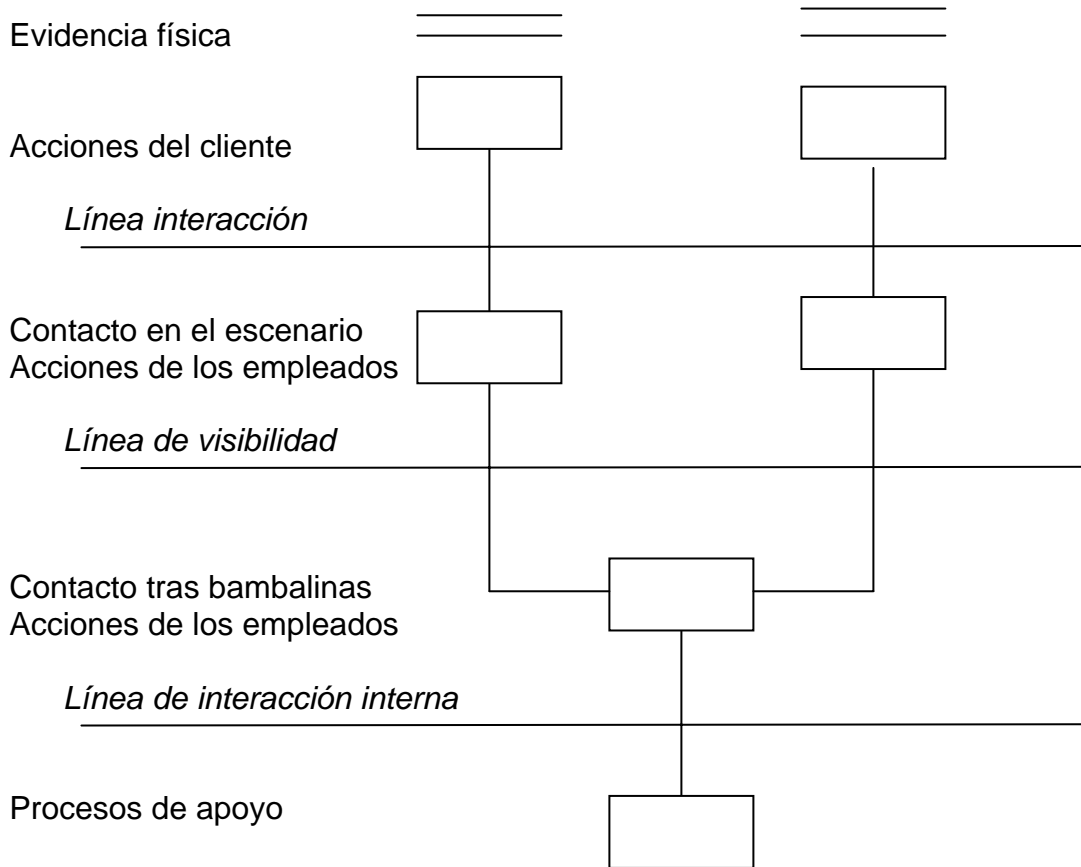 Evidencia física
Acciones del cliente
Línea interacción
Contacto en el escenario
Acciones de los empleados
Línea de visibilidad
Contacto tras bambalinas
Acciones de los empleados
Línea de interacción interna
Procesos de apoyo